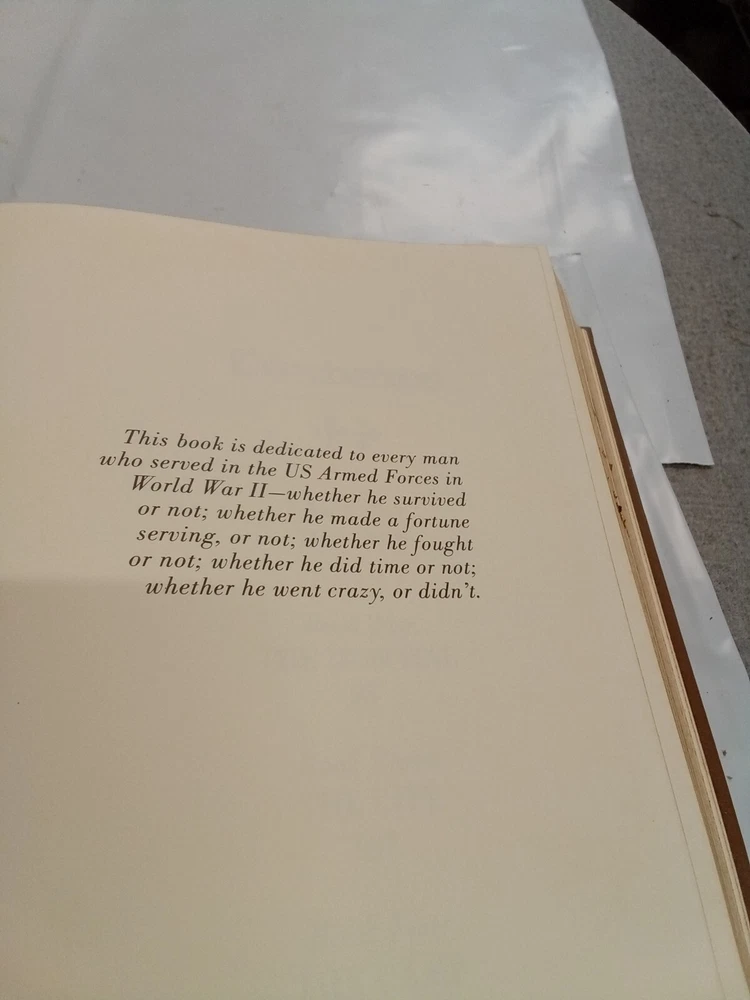 This book is dedicated to every man
who served in the US Armed Forces in
World War II—whether he survived
or not; whether he made a fortune
serving, or not; whether he fought
or not; whether he did time or not;
whether he went crazy, or didn't.